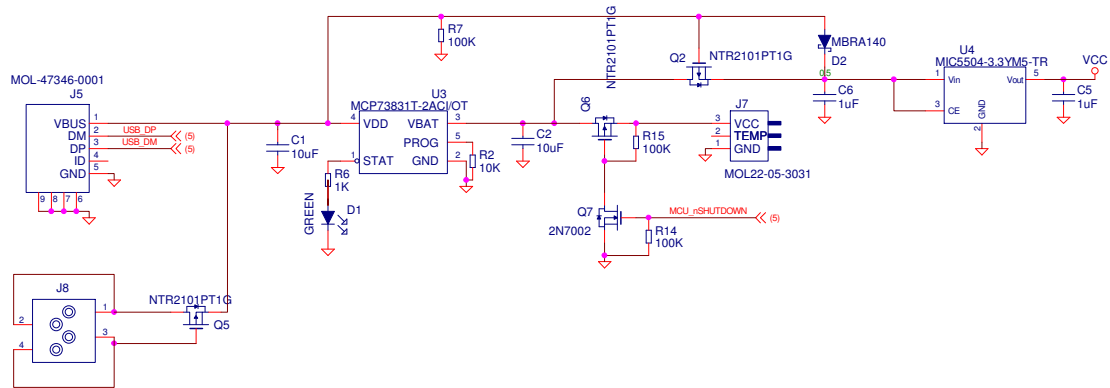 MOL-47346-0001
J5
VBUS
DM
DP
ID
GND
1
2
3
4
5
9
8
7
6
USB_DP
USB_DM
(5)
(5)
J8
1
2
3
4
NTR2101PT1G
Q5
C1
10uF
R6
1K
GREEN
D1
R7
100K
U3
MCP73831T-2ACI/OT
4
VDD
VBAT
3
PROG
5
1
STAT
GND
2
R2
10K
C2
10uF
NTR2101PT1G
Q6
Q2
NTR2101PT1G
R15
100K
Q7
2N7002
MCU_nSHUTDOWN
(5)
R14
100K
J7
3
VCC
2
TEMP
1
GND
MOL22-05-3031
MBRA140
D2
0.5
C6
1uF
U4
MIC5504-3.3YM5-TR
1
Vin
Vout
5
3
CE
GND
2
VCC
C5
1uF